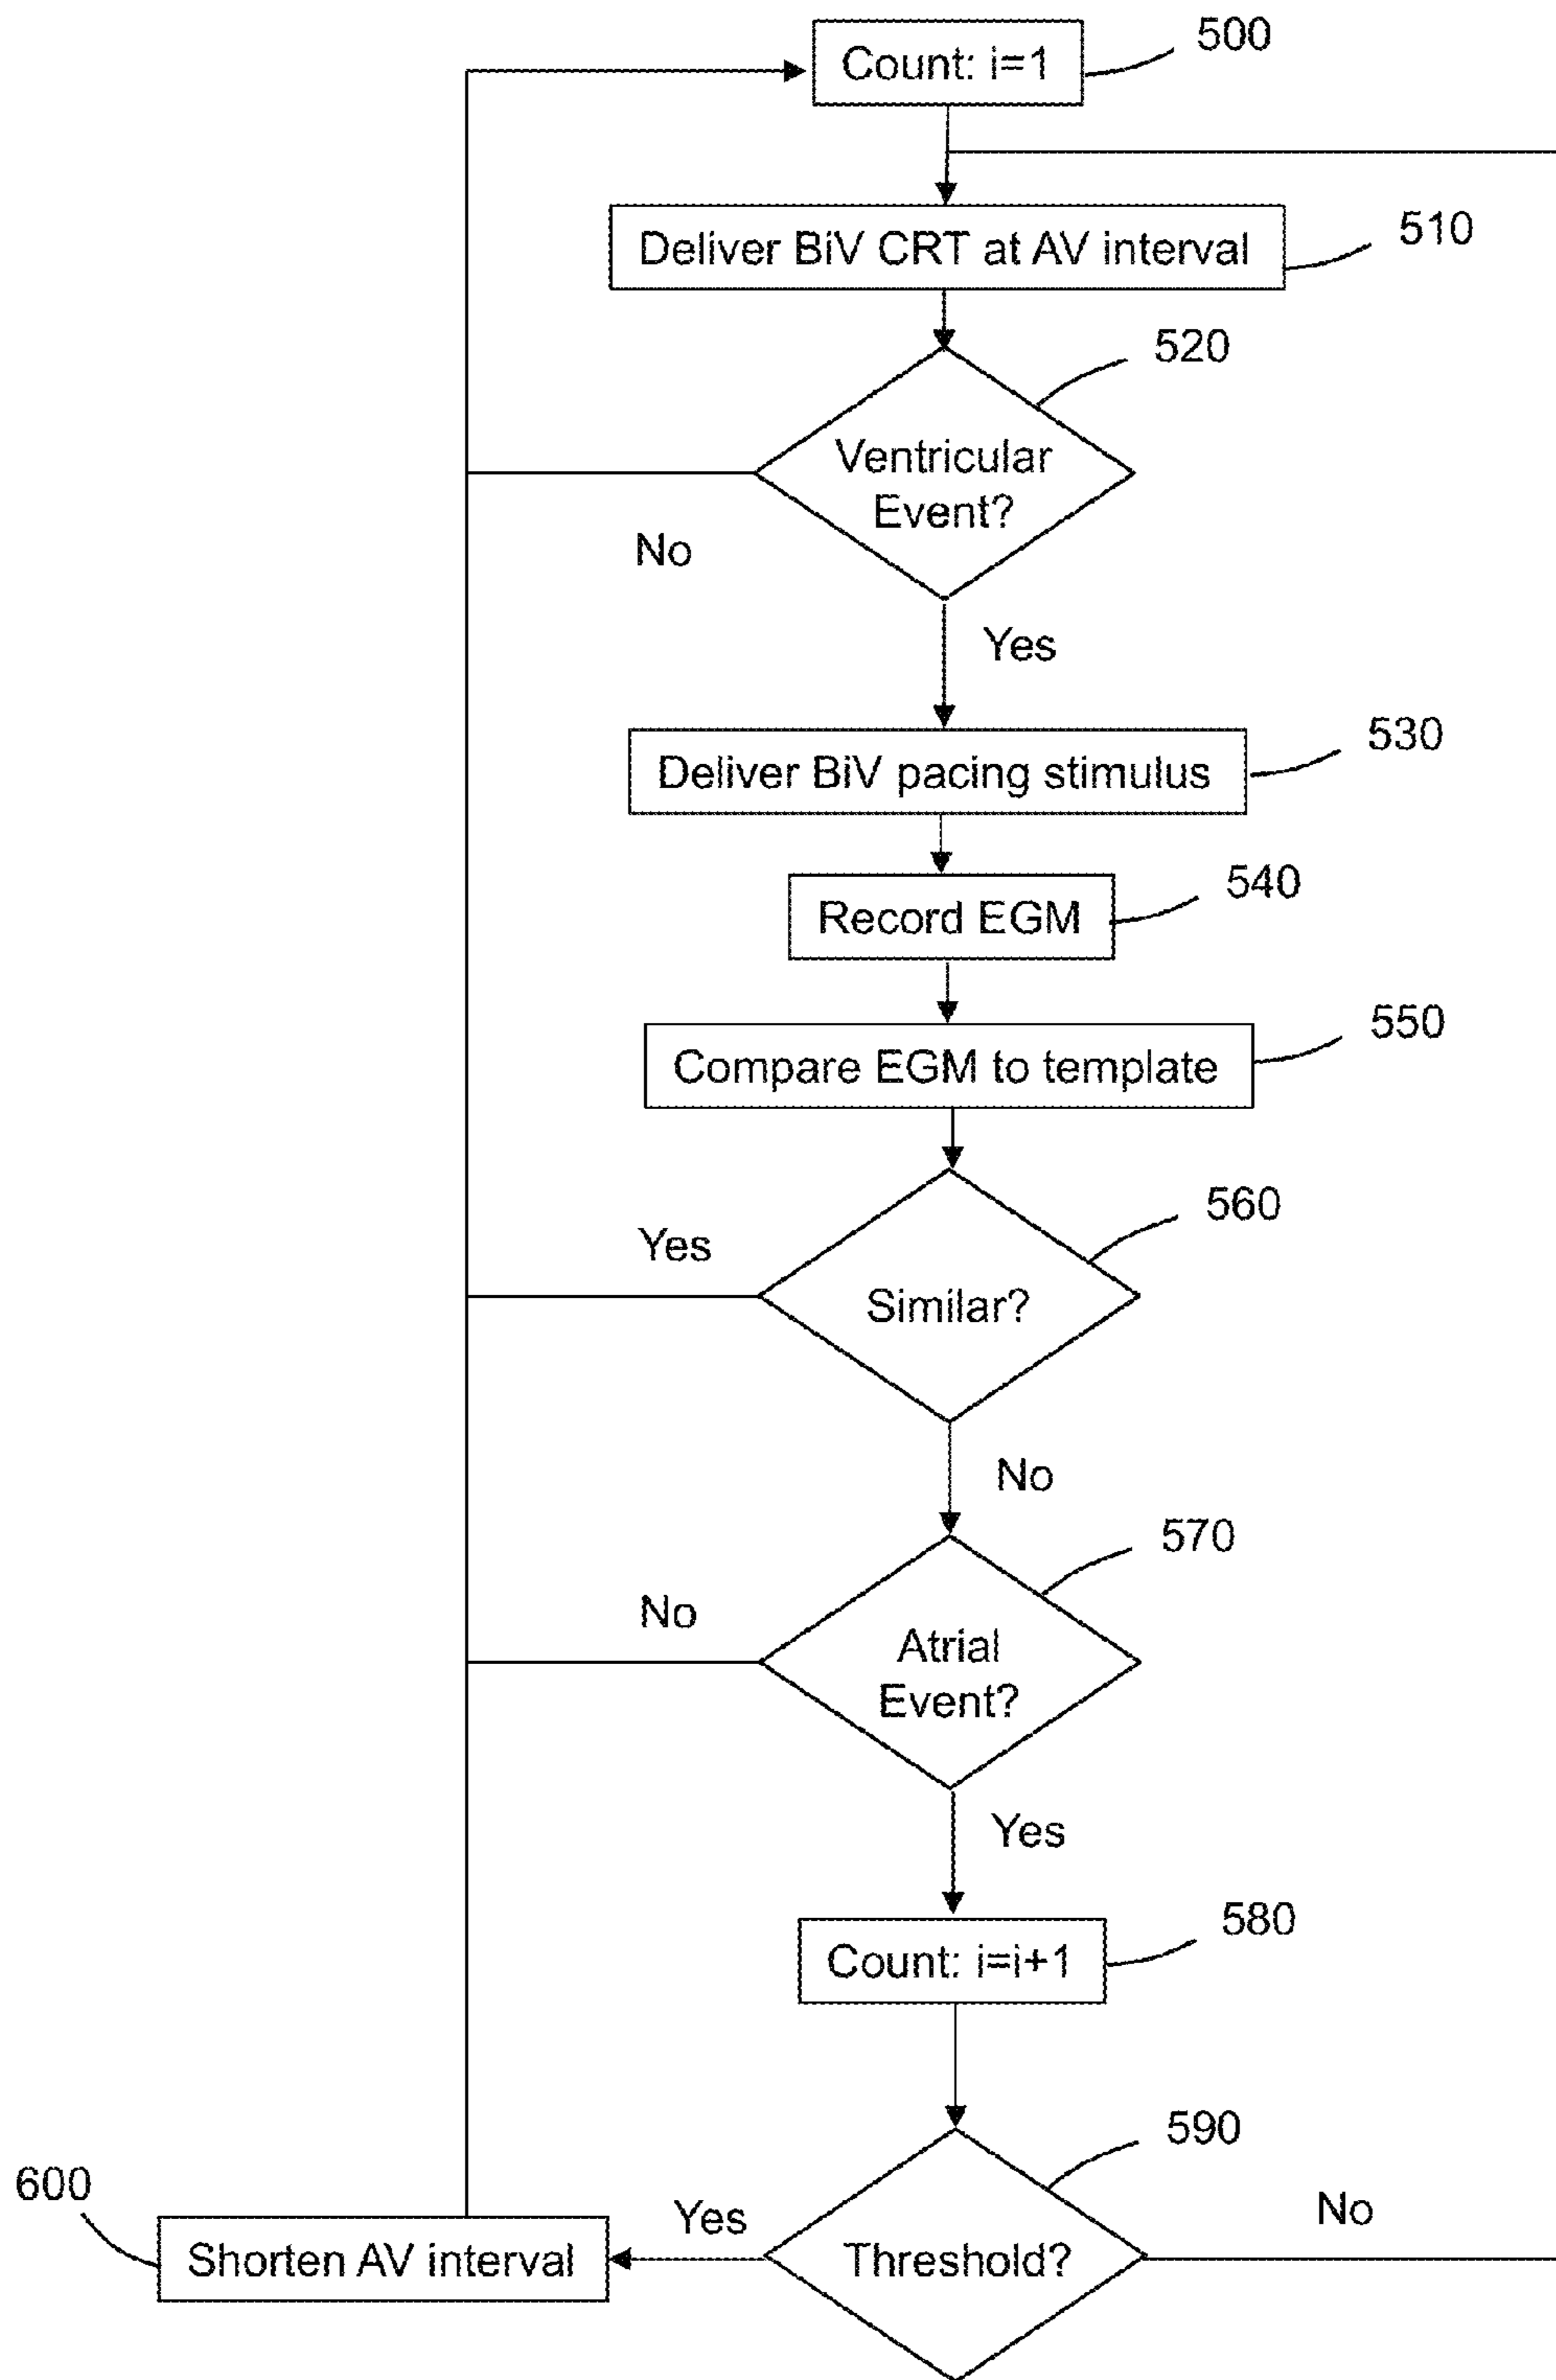 Count: i=1
500
Deliver BiV CRT at AV interval
510
520
Ventricular
Event?
No
Yes
Deliver BiV pacing stimulus
530
Record EGM
540
Compare EGM to template
550
560
Yes
Similar?
No
570
No
Atrial
Event?
Yes
Count: i=i+1
580
590
600
Yes
No
Shorten AV interval
Threshold?